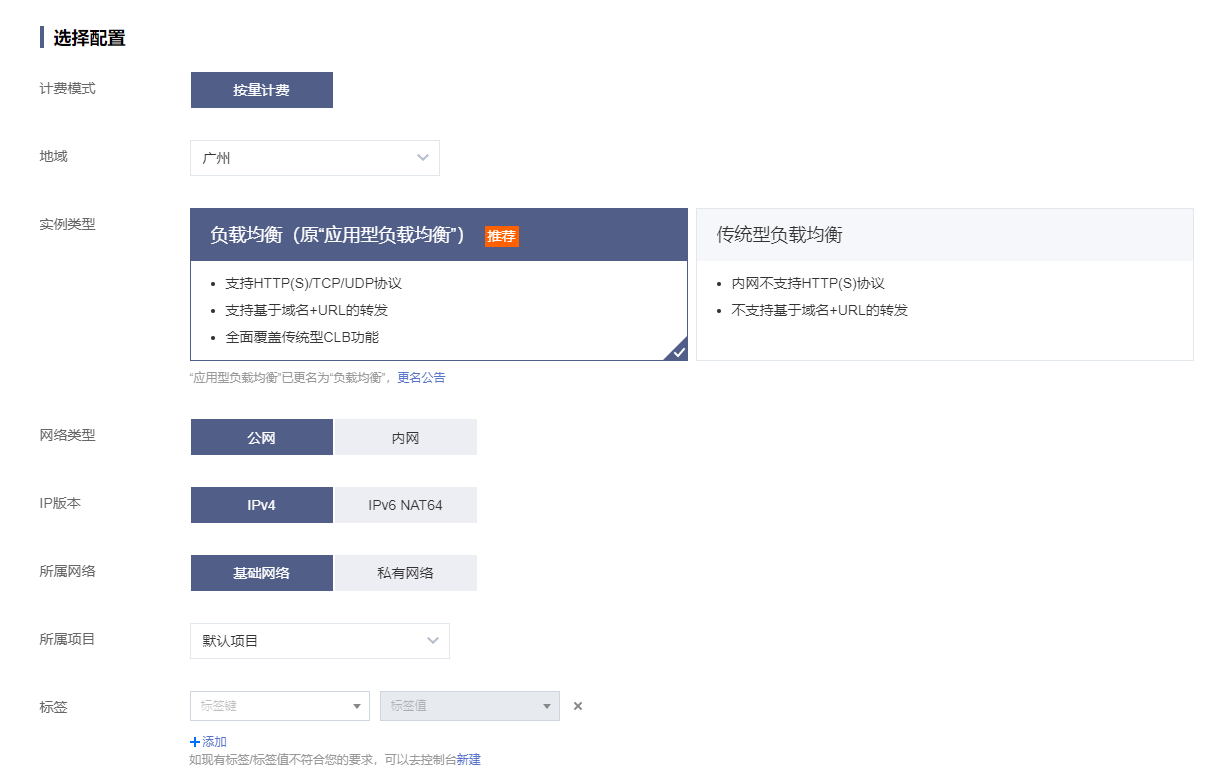 选择配置
计费模式 按量计费
地域 广州
实例类型 负载均衡（原“应用型负载均衡”） 推荐 传统型负载均衡
• 支持HTTP(S)/TCP/UDP协议 • 内网不支持HTTP(S)协议
• 支持基于域名+URL的转发 • 不支持基于域名+URL的转发
• 全面覆盖传统型CLB功能
“应用型负载均衡”已更名为“负载均衡”，更名公告
网络类型 公网 内网
IP版本 IPv4 IPv6 NAT64
所属网络 基础网络 私有网络
所属项目 默认项目
标签 标签键 标签值 ×
+添加
如现有标签/标签值不符合您的要求，可以去控制台新建